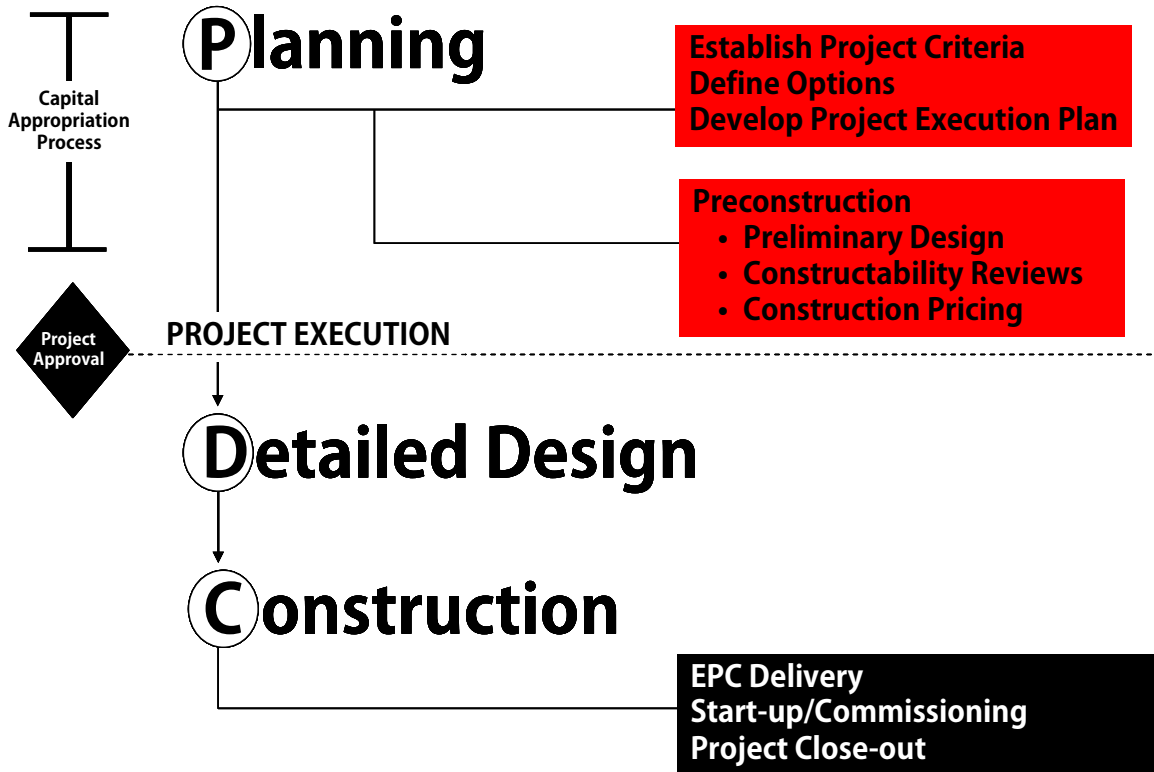 Planning
Capital
Appropriation
Process
Establish Project Criteria
Define Options
Develop Project Execution Plan
Preconstruction
• Preliminary Design
• Constructability Reviews
• Construction Pricing
Project
Approval
PROJECT EXECUTION
Detailed Design
Construction
EPC Delivery
Start-up/Commissioning
Project Close-out